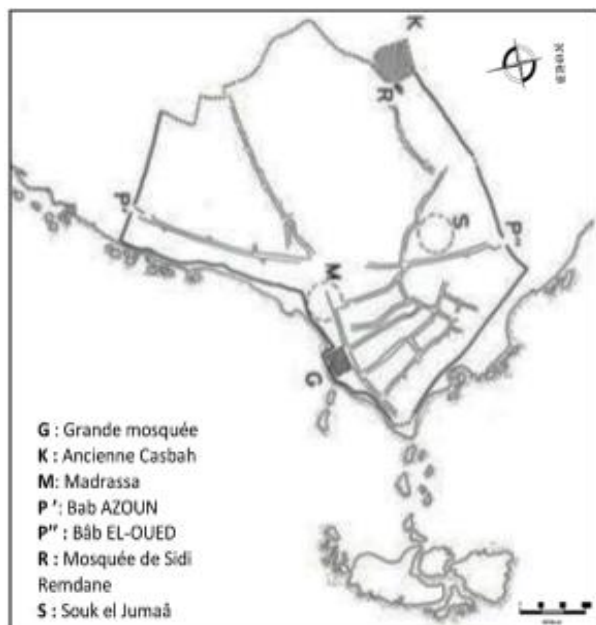 K
R
S
P'
P''
M
G
G : Grande mosquée
K : Ancienne Casbah
M: Madrassa
P ': Bab AZOUN
P'' : Bâb EL-OUED
R : Mosquée de Sidi
Remdane
S : Souk el Jumaâ